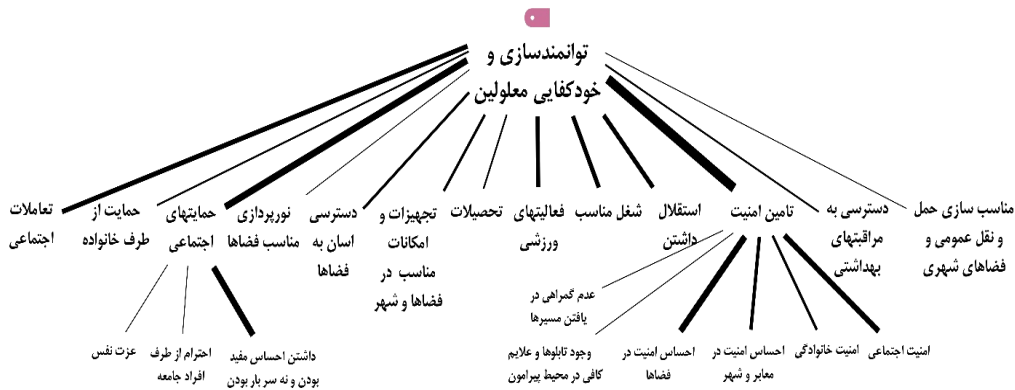 توانمندسازی و
خودکفایی معلولین
مناسب سازی حمل
و نقل عمومی و
فضاهای شهری
دسترسی به
مراقبتهای
بهداشتی
تامین امنیت
استقلال
داشتن
شغل مناسب
فعالیتهای
ورزشی
تحصیلات
تجهیزات و
امکانات
مناسب در
فضاها و شهر
دسترسی
اسان به
فضاها
نورپردازی
مناسب فضاها
حمایتهای
اجتماعی
حمایت از
طرف خانواده
تعاملات
اجتماعی
امنیت اجتماعی
امنیت خانوادگی
احساس امنیت در
معابر و شهر
احساس امنیت در
فضاها
وجود تابلوها و علایم
کافی در محیط پیرامون
عدم گمراهی در
یافتن مسیرها
داشتن احساس مفید
بودن و نه سر بار بودن
احترام از طرف
افراد جامعه
عزت نفس